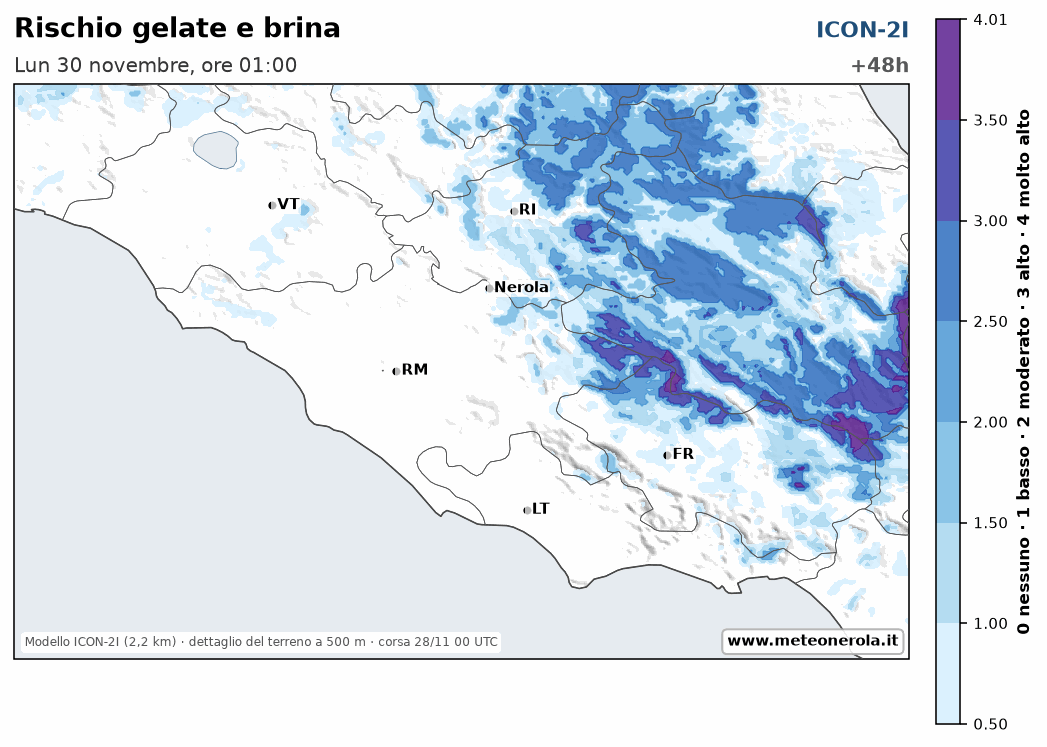 Rischio gelate e brina
ICON-2I
Lun 30 novembre, ore 01:00
+48h
VT
RI
Nerola
RM
FR
LT
Modello ICON-2I (2,2 km) · dettaglio del terreno a 500 m · corsa 28/11 00 UTC
www.meteonerola.it
4.01
3.50
3.00
2.50
2.00
1.50
1.00
0.50
0 nessuno · 1 basso · 2 moderato · 3 alto · 4 molto alto